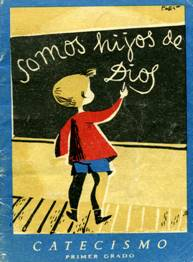 somos hijos de
Dios
CATECISMO
PRIMER GRADO